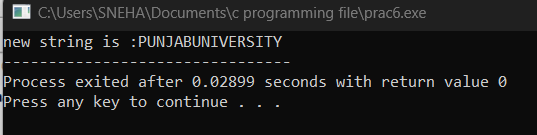 C:\Users\SNEHA\Documents\c programming file\prac6.exe
new string is :PUNJABUNIVERSITY
--------------------------------
Process exited after 0.02899 seconds with return value 0
Press any key to continue . . .